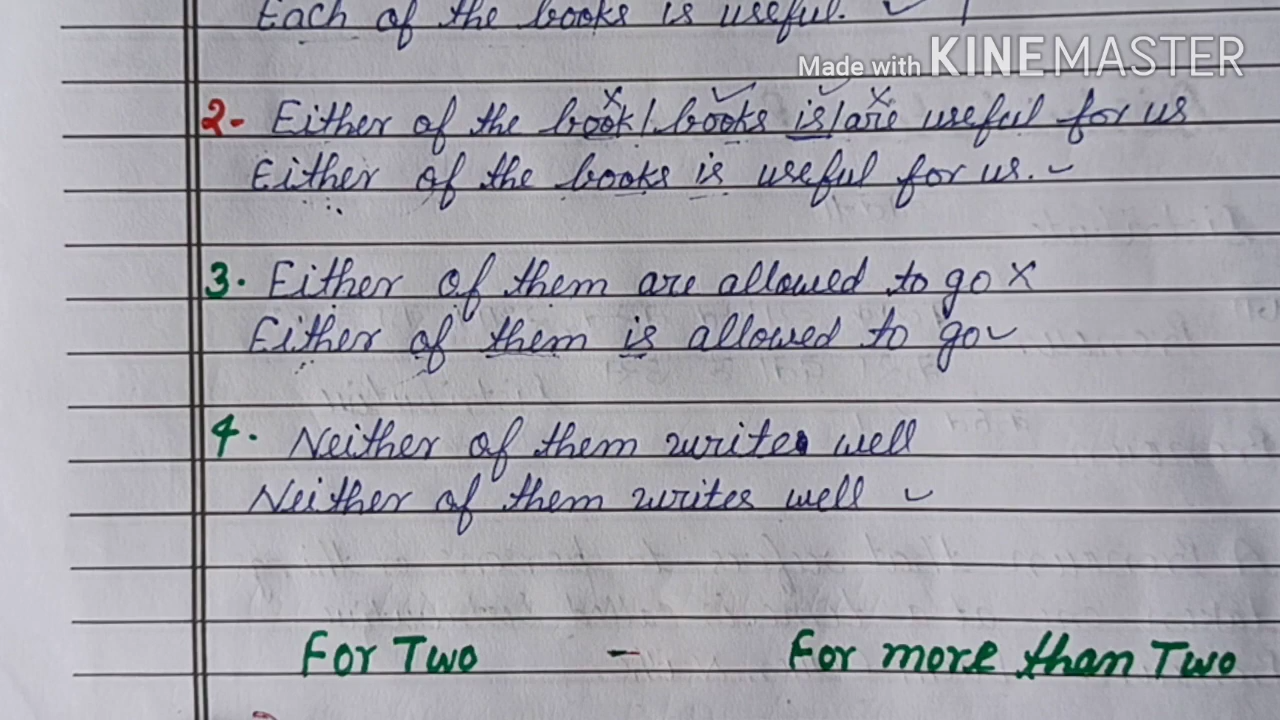 Each of the books is useful. ✓
Made with KINEMASTER
2- Either of the book/books is/are useful for us
Either of the books is useful for us. ✓
3. Either of them are allowed to go ×
Either of them is allowed to go ✓
4. Neither of them write well
Neither of them writes well ✓
For Two - For more than Two